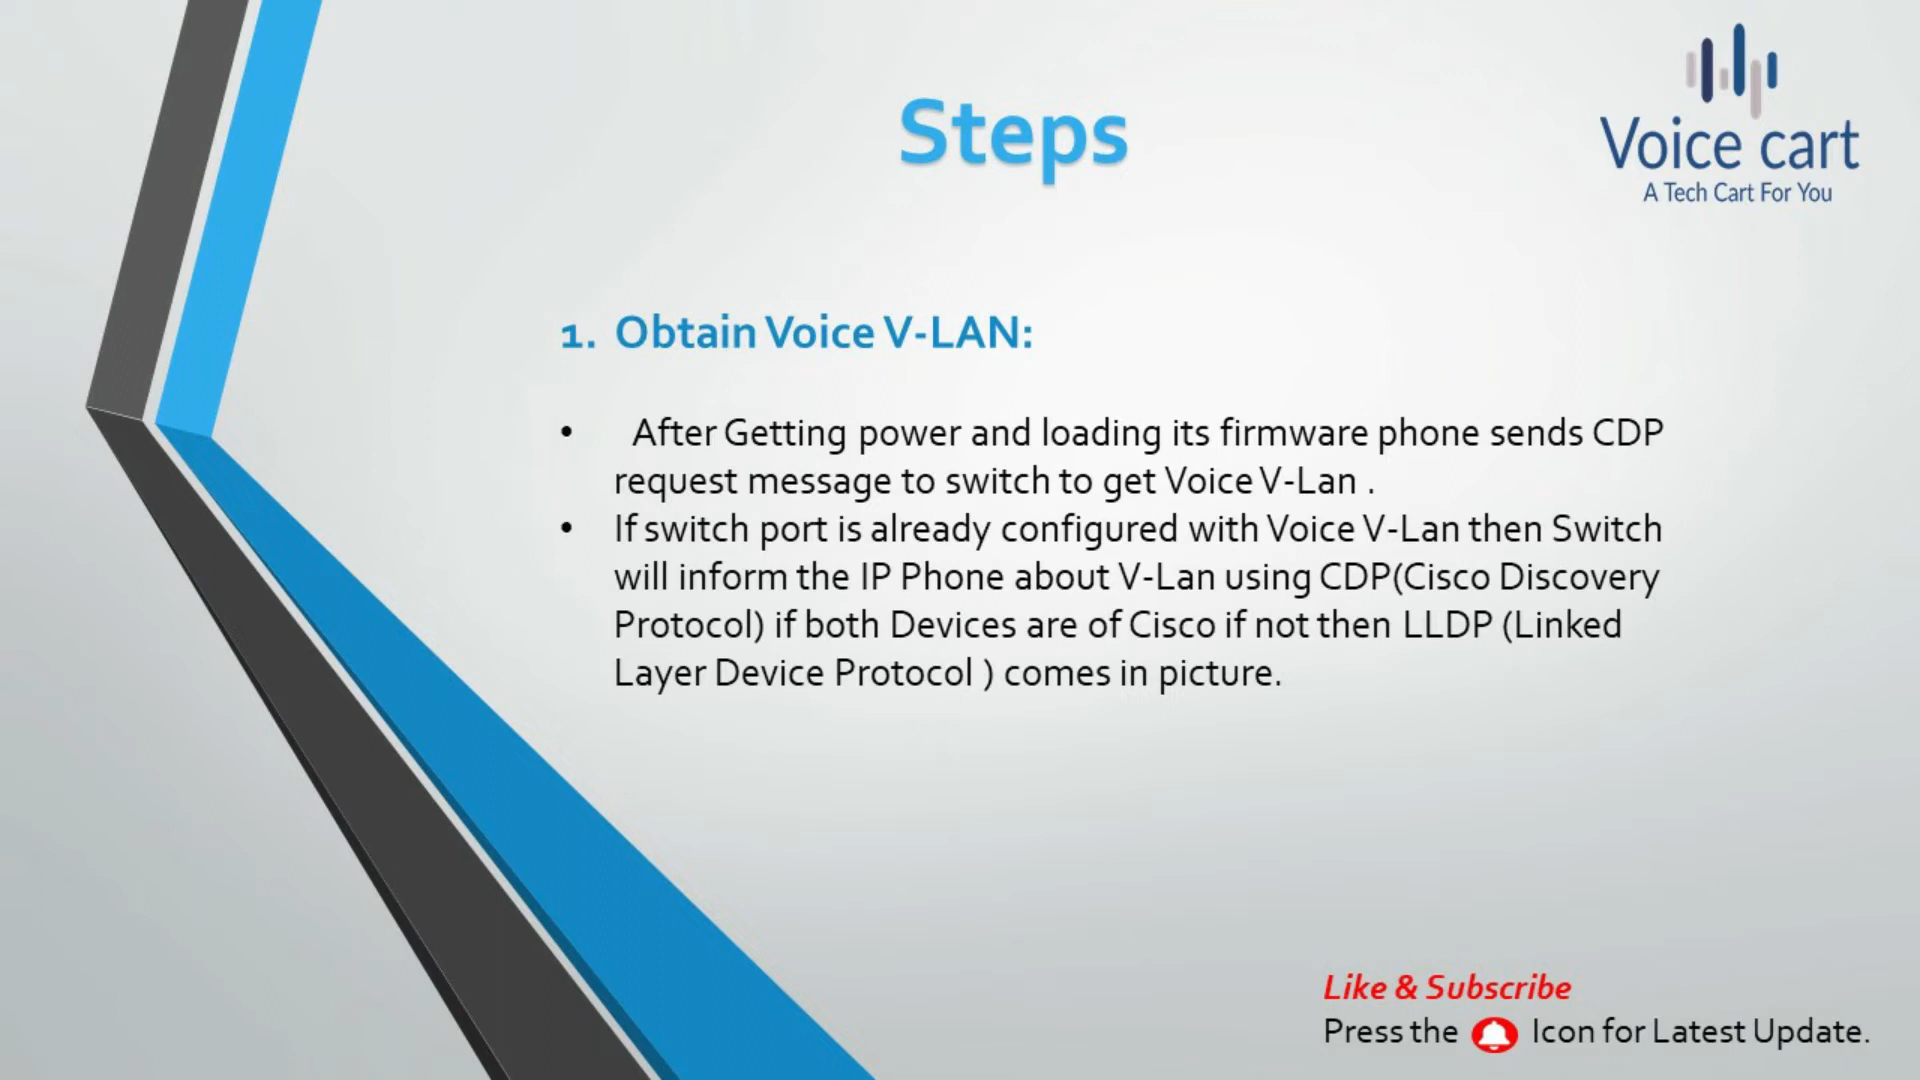 Steps
Voice cart
A Tech Cart For You
1. Obtain Voice V-LAN:
• After Getting power and loading its firmware phone sends CDP
request message to switch to get Voice V-Lan .
• If switch port is already configured with Voice V-Lan then Switch
will inform the IP Phone about V-Lan using CDP(Cisco Discovery
Protocol) if both Devices are of Cisco if not then LLDP (Linked
Layer Device Protocol ) comes in picture.
Like & Subscribe
Press the Icon for Latest Update.